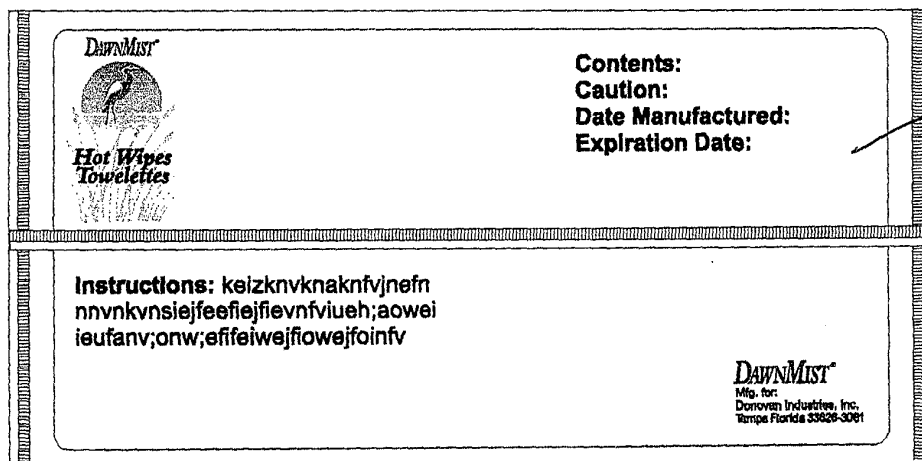 DAWNMIST
Hot Wipes
Towelettes
Contents:
Caution:
Date Manufactured:
Expiration Date:
Instructions: keizknvknaknfvjnefn
nnvnkvnsiejfeefiejfievnfviueh;aowei
ieufanv;onw;efifeiwejfiowejfoinfv
DAWNMIST
Mfg. for:
Donovan Industries, Inc.
Tampa Florida 33626-3061